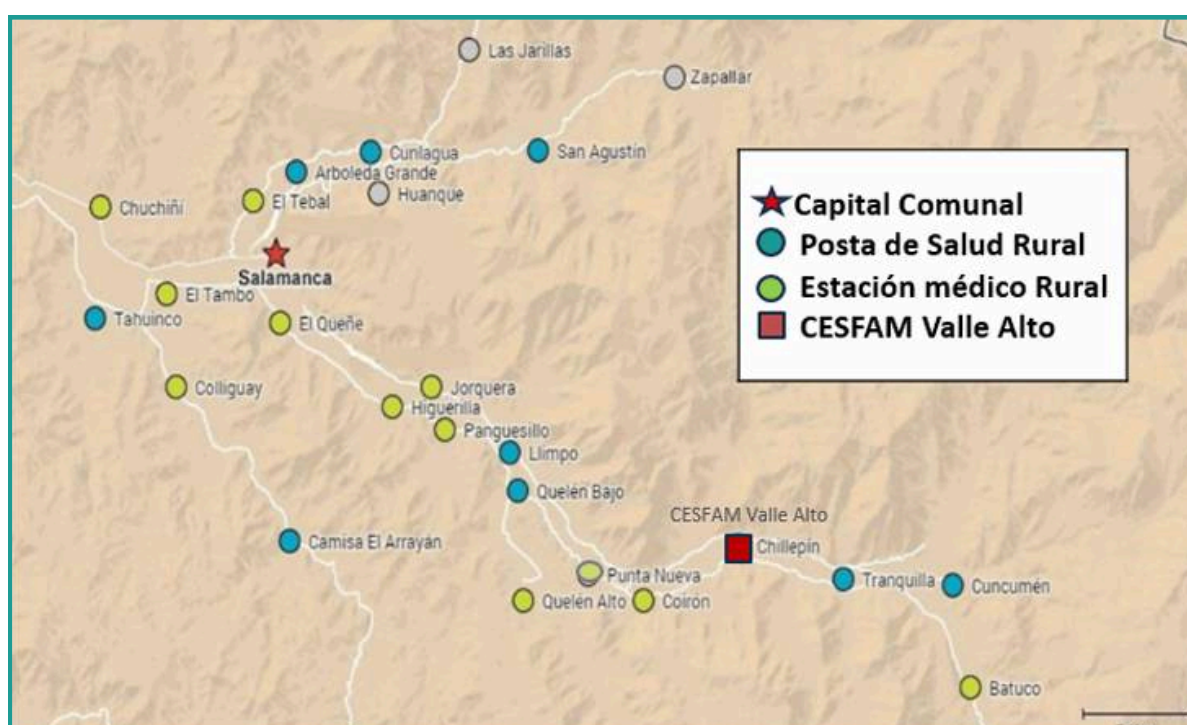 Las Jarillas
Zapallar
Cunlagua
San Agustín
Arboleda Grande
Huanque
El Tebal
Chuchiñí
Salamanca
El Tambo
Tahuinco
El Queñe
Colliguay
Jorquera
Higuerilla
Panguesillo
Llimpo
Quelén Bajo
CESFAM Valle Alto
Camisa El Arrayán
Chillepín
Punta Nueva
Tranquilla
Cuncumén
Quelén Alto
Coirón
Batuco
Capital Comunal
Posta de Salud Rural
Estación médico Rural
CESFAM Valle Alto